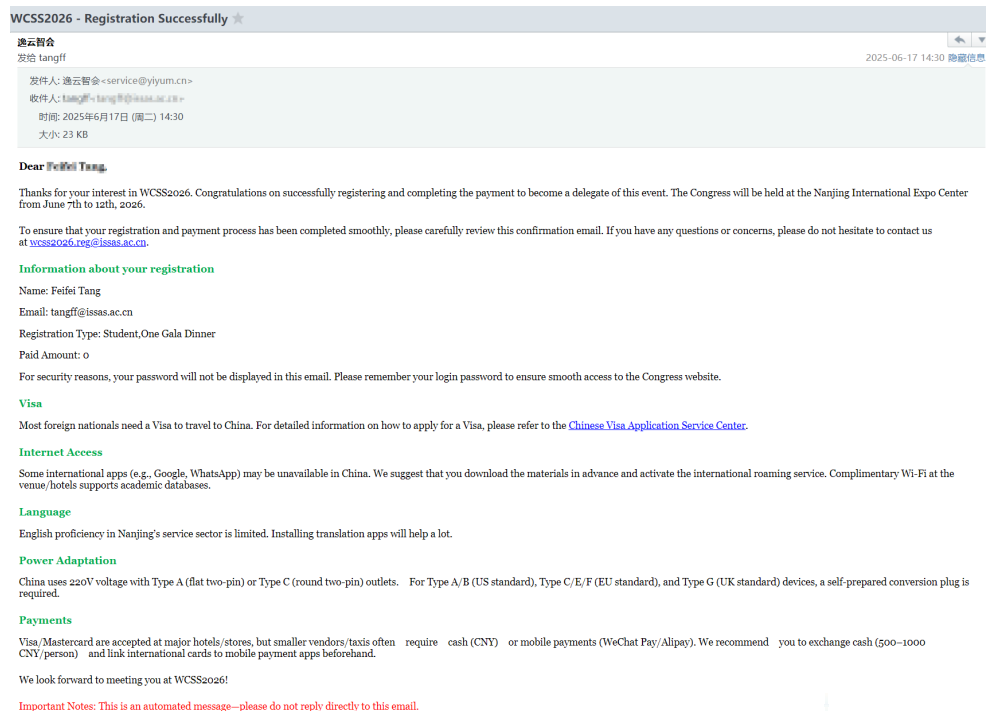 WCSS2026 - Registration Successfully
逸云智会
发给 tangff
2025-06-17 14:30 隐藏信息
发件人: 逸云智会<service@yiyum.cn>
收件人:
时间: 2025年6月17日 (周二) 14:30
大小: 23 KB
Dear Feifei Tang,
Thanks for your interest in WCSS2026. Congratulations on successfully registering and completing the payment to become a delegate of this event. The Congress will be held at the Nanjing International Expo Center
from June 7th to 12th, 2026.
To ensure that your registration and payment process has been completed smoothly, please carefully review this confirmation email. If you have any questions or concerns, please do not hesitate to contact us
at wcss2026.reg@issas.ac.cn.
Information about your registration
Name: Feifei Tang
Email: tangff@issas.ac.cn
Registration Type: Student,One Gala Dinner
Paid Amount: 0
For security reasons, your password will not be displayed in this email. Please remember your login password to ensure smooth access to the Congress website.
Visa
Most foreign nationals need a Visa to travel to China. For detailed information on how to apply for a Visa, please refer to the Chinese Visa Application Service Center.
Internet Access
Some international apps (e.g., Google, WhatsApp) may be unavailable in China. We suggest that you download the materials in advance and activate the international roaming service. Complimentary Wi-Fi at the
venue/hotels supports academic databases.
Language
English proficiency in Nanjing's service sector is limited. Installing translation apps will help a lot.
Power Adaptation
China uses 220V voltage with Type A (flat two-pin) or Type C (round two-pin) outlets. For Type A/B (US standard), Type C/E/F (EU standard), and Type G (UK standard) devices, a self-prepared conversion plug is
required.
Payments
Visa/Mastercard are accepted at major hotels/stores, but smaller vendors/taxis often require cash (CNY) or mobile payments (WeChat Pay/Alipay). We recommend you to exchange cash (500–1000
CNY/person) and link international cards to mobile payment apps beforehand.
We look forward to meeting you at WCSS2026!
Important Notes: This is an automated message—please do not reply directly to this email.